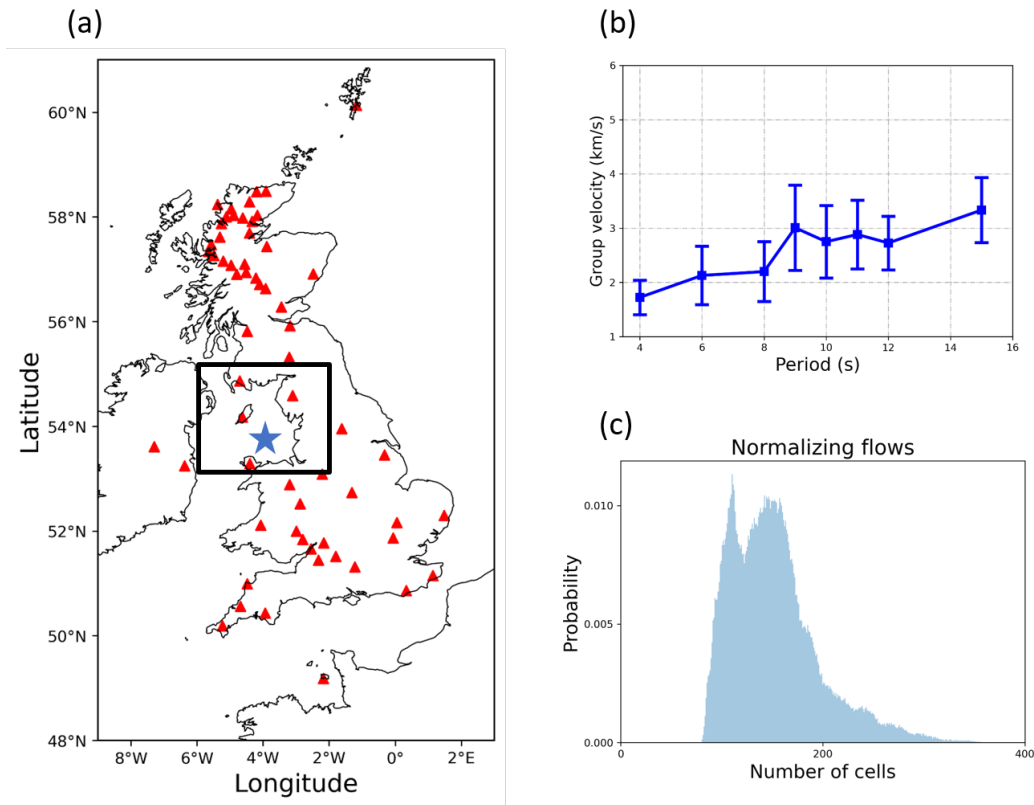 (a)
60°N
58°N
56°N
54°N
52°N
50°N
48°N
8°W 6°W 4°W 2°W 0° 2°E
Latitude
Longitude
(b)
6
5
4
3
2
1
4 6 8 10 12 14 16
Group velocity (km/s)
Period (s)
(c)
Normalizing flows
0.010
0.005
0.000
0 200 400
Probability
Number of cells